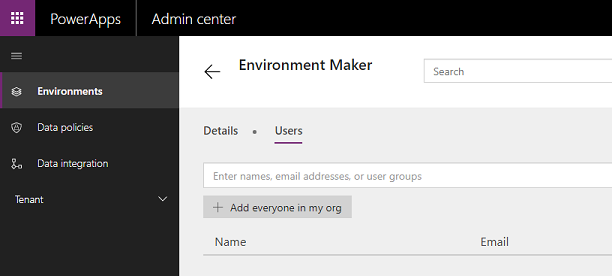 PowerApps Admin center
Environment Maker
Search
Environments
Data policies
Data integration
Tenant
Details • Users
Enter names, email addresses, or user groups
+ Add everyone in my org
Name Email